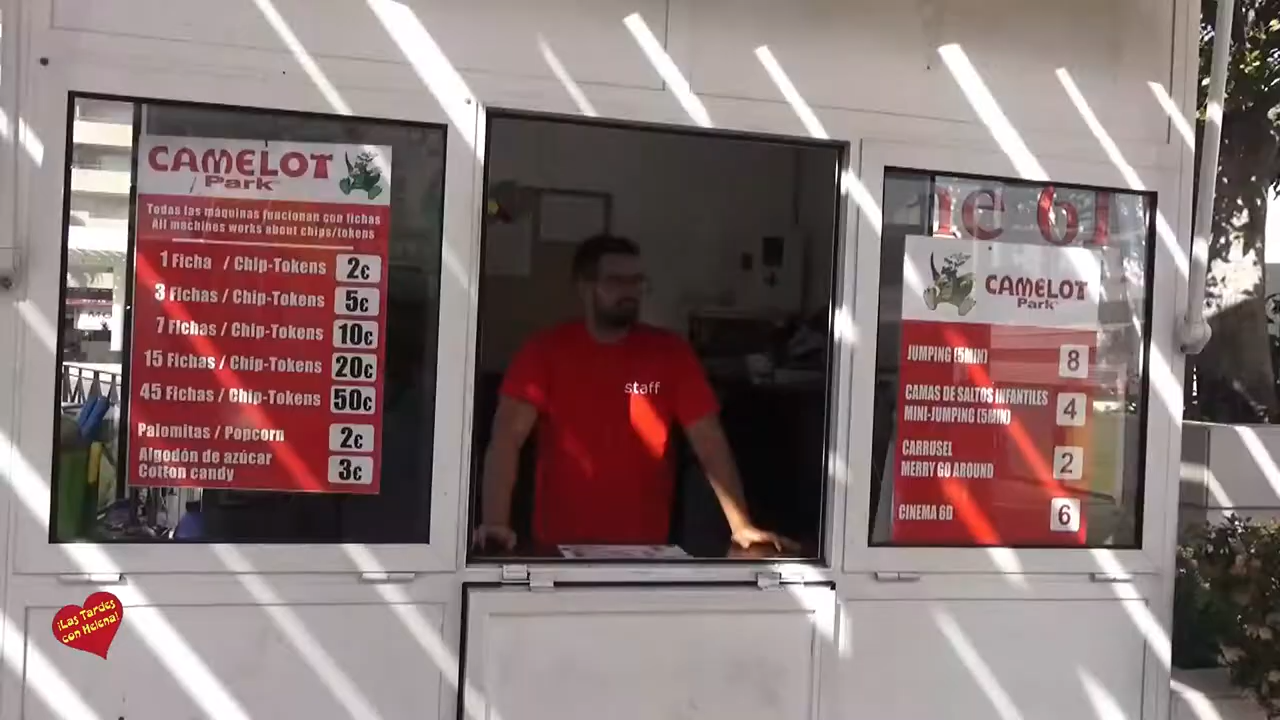 CAMELOT
Park
Todas las máquinas funcionan con fichas
All machines works about chips/tokens
1 Ficha / Chip-Tokens 2€
3 Fichas / Chip-Tokens 5€
7 Fichas / Chip-Tokens 10€
15 Fichas / Chip-Tokens 20€
45 Fichas / Chip-Tokens 50€
Palomitas / Popcorn 2€
Algodón de azúcar
Cotton candy 3€
staff
ne 6D
CAMELOT
Park
JUMPING (5MIN) 8
CAMAS DE SALTOS INFANTILES
MINI-JUMPING (5MIN) 4
CARRUSEL
MERRY GO AROUND 2
CINEMA 6D 6
¡Las Tardes
con Helena!